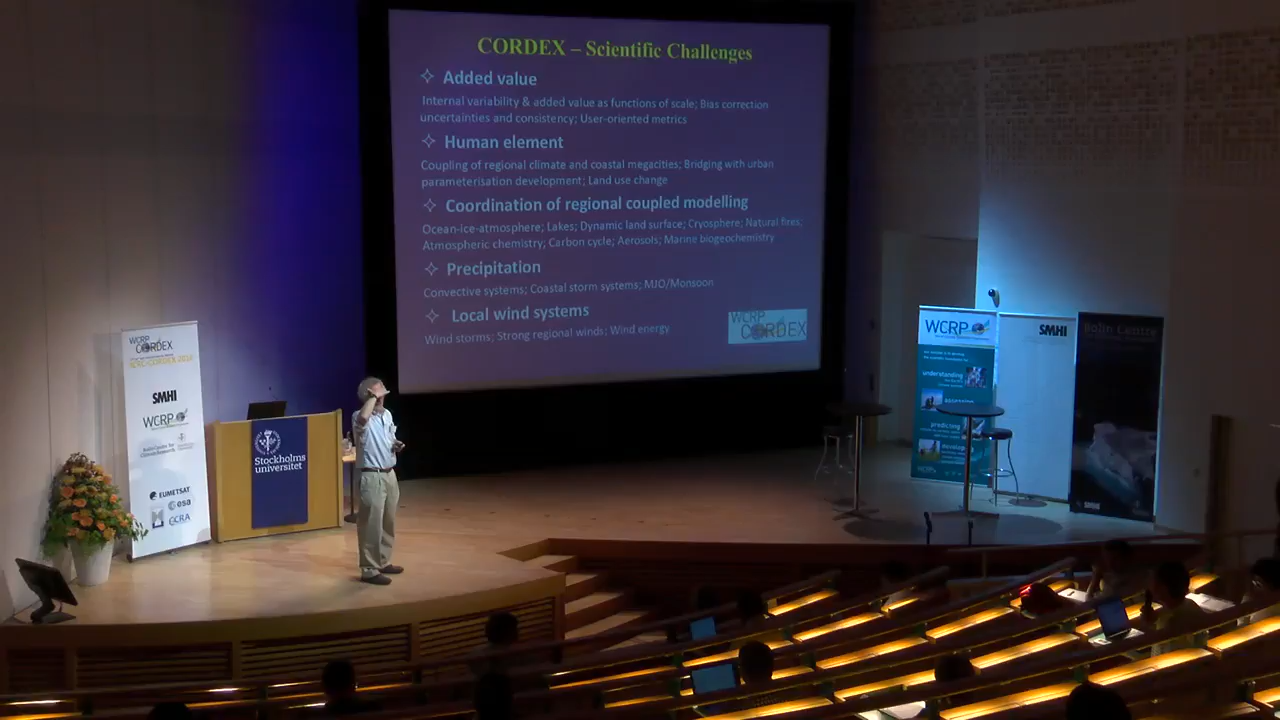 CORDEX – Scientific Challenges
Added value
Internal variability & added value as functions of scale; Bias correction
uncertainties and consistency; User-oriented metrics
Human element
Coupling of regional climate and coastal megacities; Bridging with urban
parameterisation development; Land use change
Coordination of regional coupled modelling
Ocean-ice-atmosphere; Lakes; Dynamic land surface; Cryosphere; Natural fires;
Atmospheric chemistry; Carbon cycle; Aerosols; Marine biogeochemistry
Precipitation
Convective systems; Coastal storm systems; MJO/Monsoon
Local wind systems
Wind storms; Strong regional winds; Wind energy
WCRP
CORDEX
WCRP
CORDEX
SMHI
WCRP
EUMETSAT
esa
Stockholms
universitet
WCRP
understanding
predicting
SMHI
Bolin Centre
SMHI